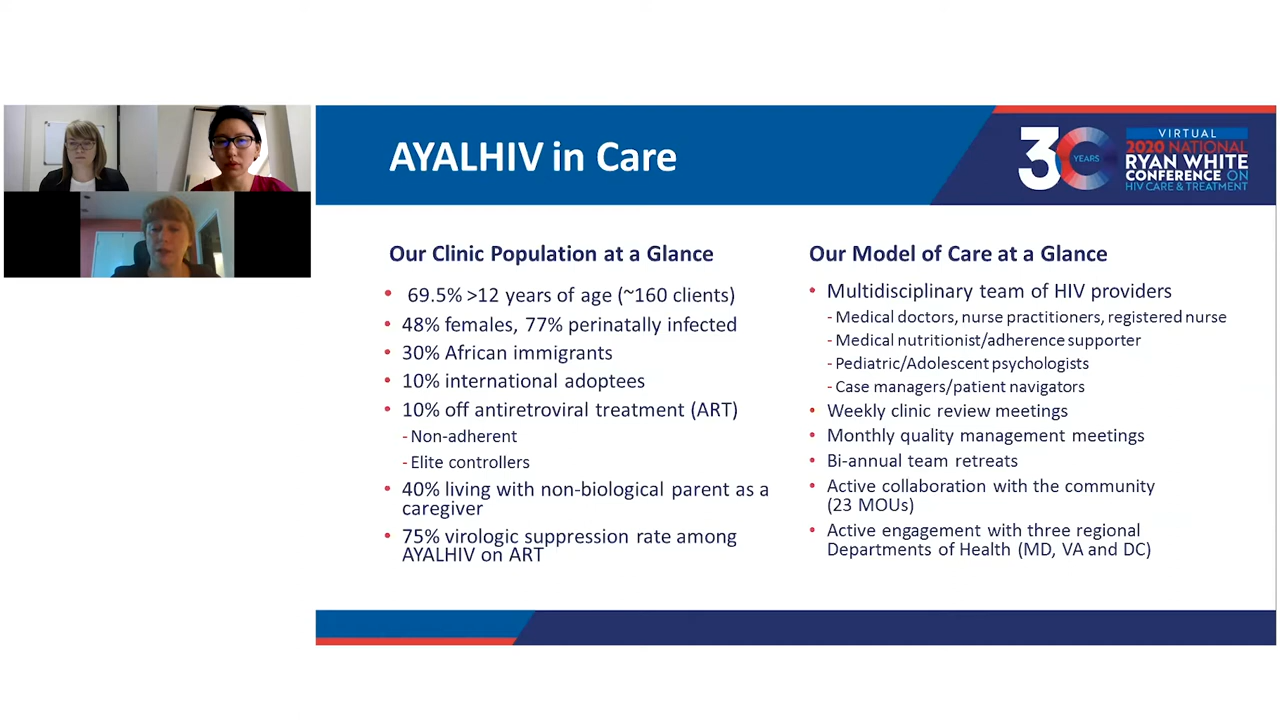 AYALHIV in Care
30 YEARS
VIRTUAL
2020 NATIONAL
RYAN WHITE
CONFERENCE ON
HIV CARE & TREATMENT
Our Clinic Population at a Glance
• 69.5% >12 years of age (~160 clients)
• 48% females, 77% perinatally infected
• 30% African immigrants
• 10% international adoptees
• 10% off antiretroviral treatment (ART)
- Non-adherent
- Elite controllers
• 40% living with non-biological parent as a
caregiver
• 75% virologic suppression rate among
AYALHIV on ART
Our Model of Care at a Glance
• Multidisciplinary team of HIV providers
- Medical doctors, nurse practitioners, registered nurse
- Medical nutritionist/adherence supporter
- Pediatric/Adolescent psychologists
- Case managers/patient navigators
• Weekly clinic review meetings
• Monthly quality management meetings
• Bi-annual team retreats
• Active collaboration with the community
(23 MOUs)
• Active engagement with three regional
Departments of Health (MD, VA and DC)